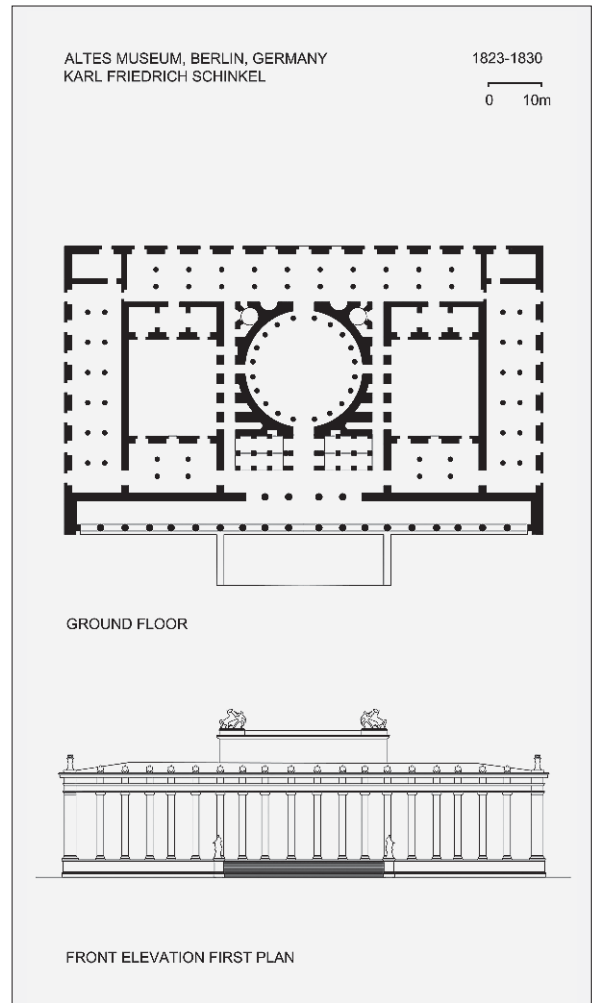 ALTES MUSEUM, BERLIN, GERMANY
KARL FRIEDRICH SCHINKEL
1823-1830
0 10m
GROUND FLOOR
FRONT ELEVATION FIRST PLAN